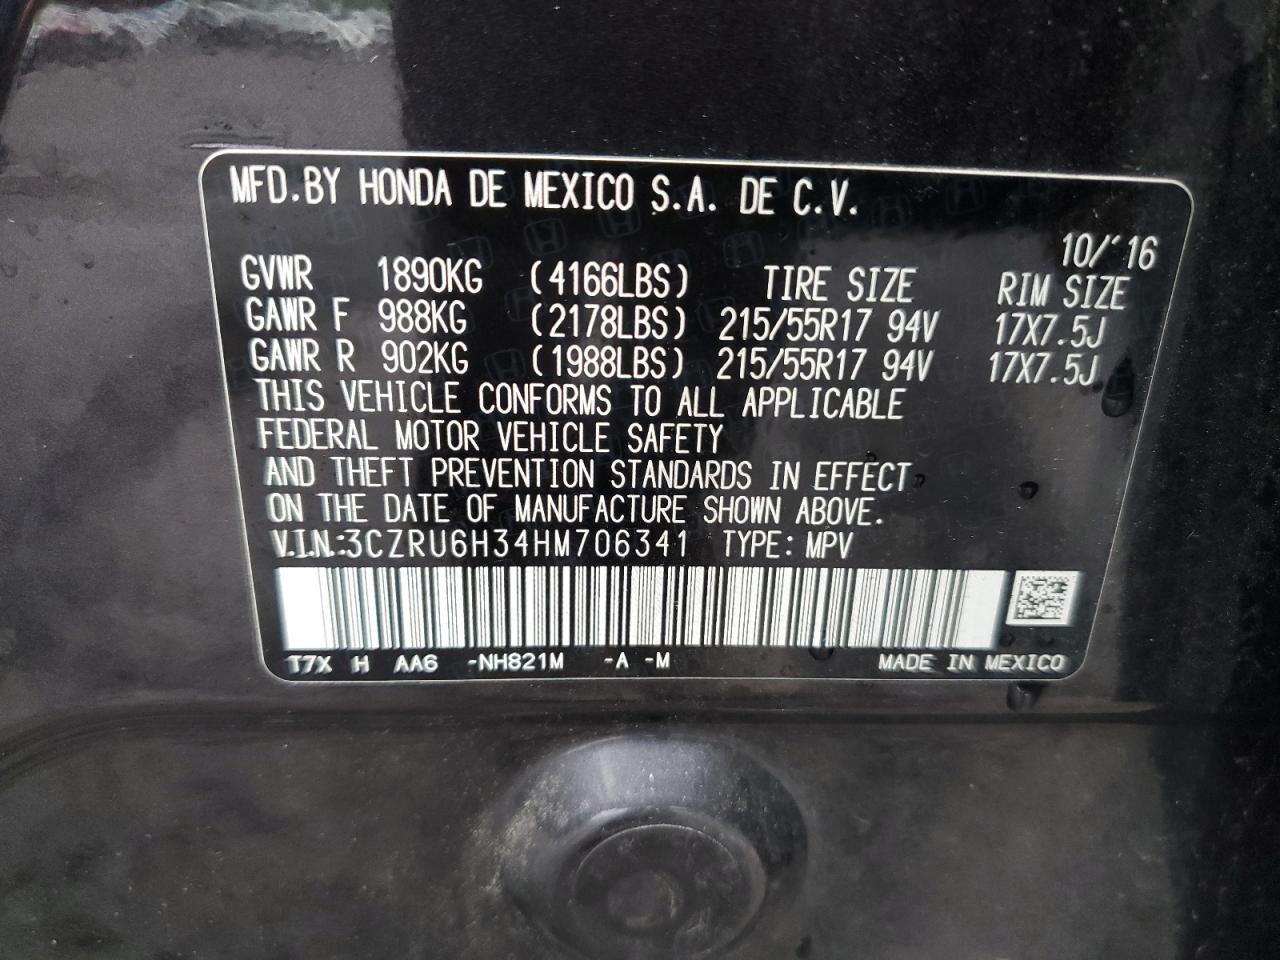 MFD.BY HONDA DE MEXICO S.A. DE C.V.
10/'16
GVWR 1890KG (4166LBS) TIRE SIZE RIM SIZE
GAWR F 988KG (2178LBS) 215/55R17 94V 17X7.5J
GAWR R 902KG (1988LBS) 215/55R17 94V 17X7.5J
THIS VEHICLE CONFORMS TO ALL APPLICABLE
FEDERAL MOTOR VEHICLE SAFETY
AND THEFT PREVENTION STANDARDS IN EFFECT
ON THE DATE OF MANUFACTURE SHOWN ABOVE.
V.I.N.:3CZRU6H34HM706341 TYPE: MPV
T7X H AA6 -NH821M -A -M MADE IN MEXICO